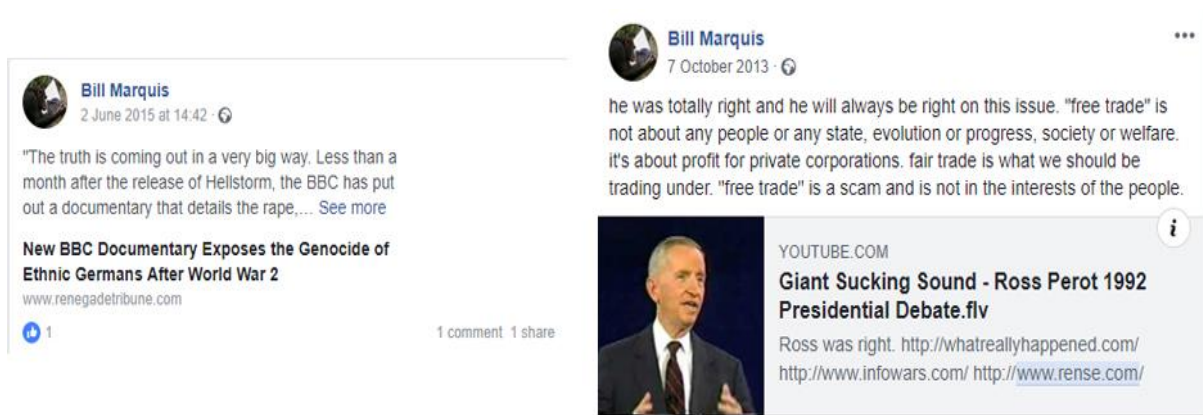 Bill Marquis
2 June 2015 at 14:42 ·
"The truth is coming out in a very big way. Less than a
month after the release of Hellstorm, the BBC has put
out a documentary that details the rape,... See more
New BBC Documentary Exposes the Genocide of
Ethnic Germans After World War 2
www.renegadetribune.com
1
1 comment 1 share
Bill Marquis
7 October 2013 ·
he was totally right and he will always be right on this issue. "free trade" is
not about any people or any state, evolution or progress, society or welfare.
it's about profit for private corporations. fair trade is what we should be
trading under. "free trade" is a scam and is not in the interests of the people.
i
YOUTUBE.COM
Giant Sucking Sound - Ross Perot 1992
Presidential Debate.flv
Ross was right. http://whatreallyhappened.com/
http://www.infowars.com/ http://www.rense.com/